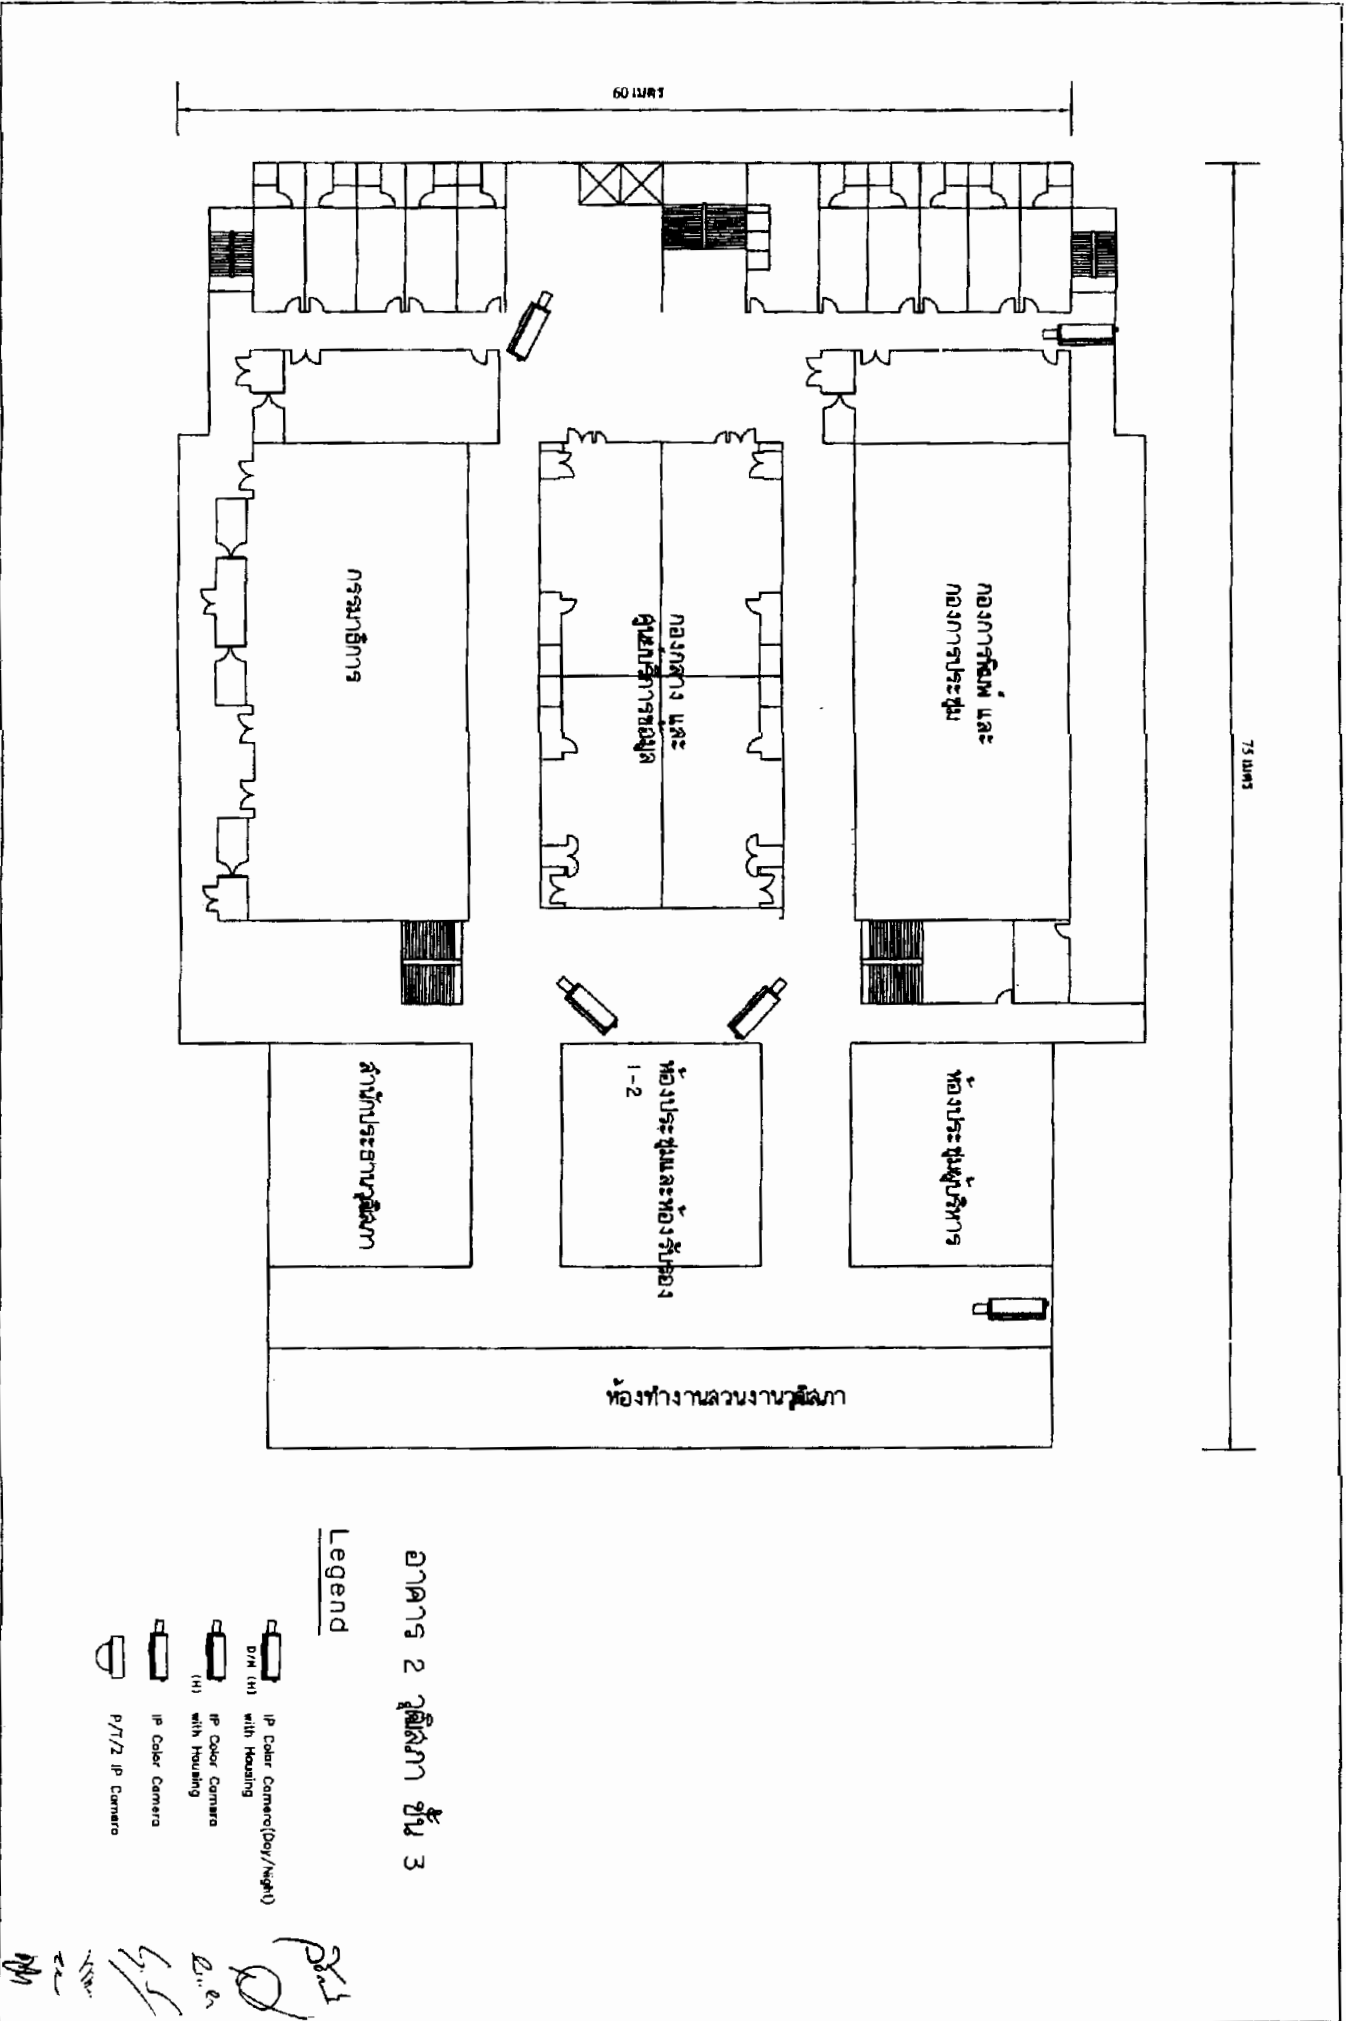 60 เมตร
75 เมตร
กองการพิมพ์ และ
กองการประชุม
กองกลาง และ
ศูนย์บริการข้อมูล
กรรมาธิการ
ห้องประชุมผู้บริหาร
ห้องประชุมและห้องรับรอง
1-2
สำนักประธานวุฒิสภา
ห้องทำงานส่วนงานวุฒิสภา
อาคาร 2 วุฒิสภา ชั้น 3
Legend
D/N (H)
IP Color Camera(Day/Night)
with Housing
(H)
IP Color Camera
with Housing
IP Color Camera
P/T/Z IP Camera